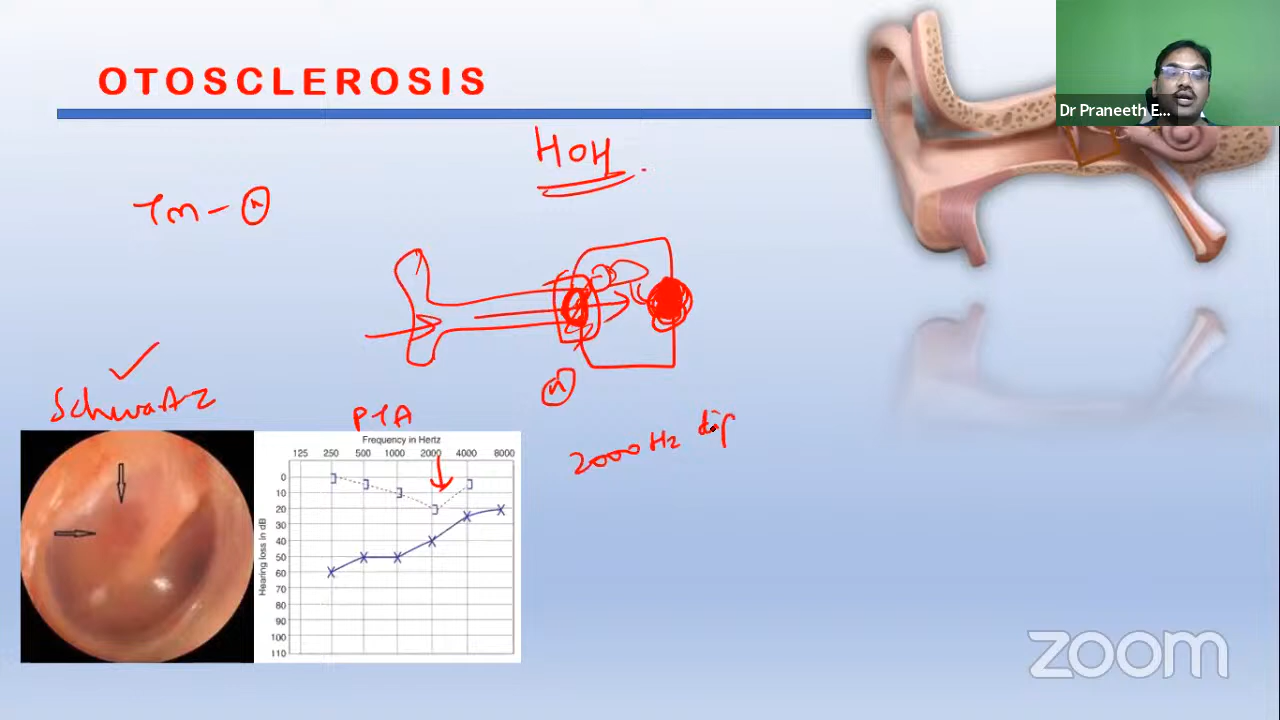 OTOSCLEROSIS
Dr Praneeth E...
HOH
Tm - N
Schwartz
PTA
Frequency in Hertz
125 250 500 1000 2000 4000 8000
Hearing loss in dB
0
10
20
30
40
50
60
70
80
90
100
110
N
2000 Hz dip
zoom